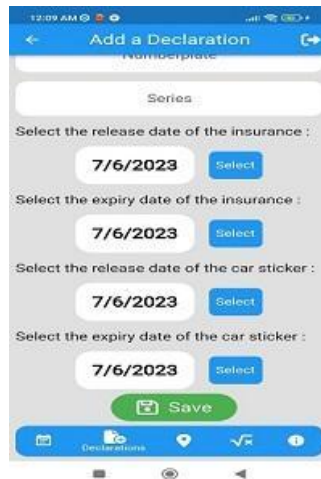 12:09 AM
Add a Declaration
Numberplate
Series
Select the release date of the insurance :
7/6/2023
Select
Select the expiry date of the insurance :
7/6/2023
Select
Select the release date of the car sticker :
7/6/2023
Select
Select the expiry date of the car sticker :
7/6/2023
Select
Save
Declarations